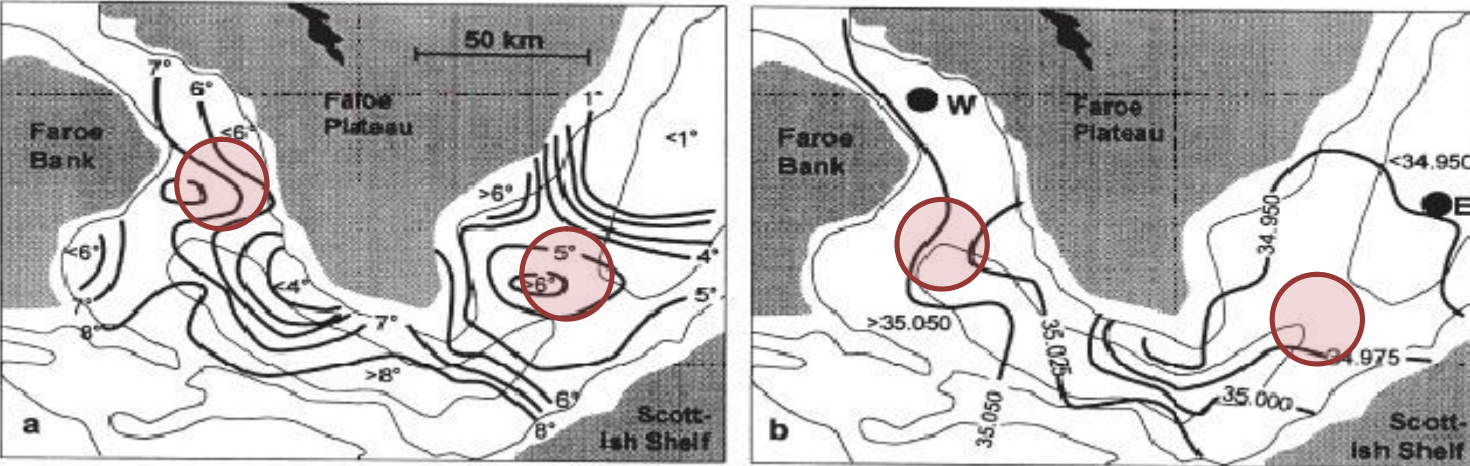 7°
6°
<6°
50 km
Faroe
Plateau
Faroe
Bank
1°
<1°
>6°
<6°
<4°
5°
>6°
4°
5°
7°
8°
7°
>8°
6°
8°
a
Scott-
ish Shelf
W
Faroe
Plateau
Faroe
Bank
<34.950
E
34.950
>35.050
35.025
34.975
35.000
35.050
b
Scott-
ish Shelf